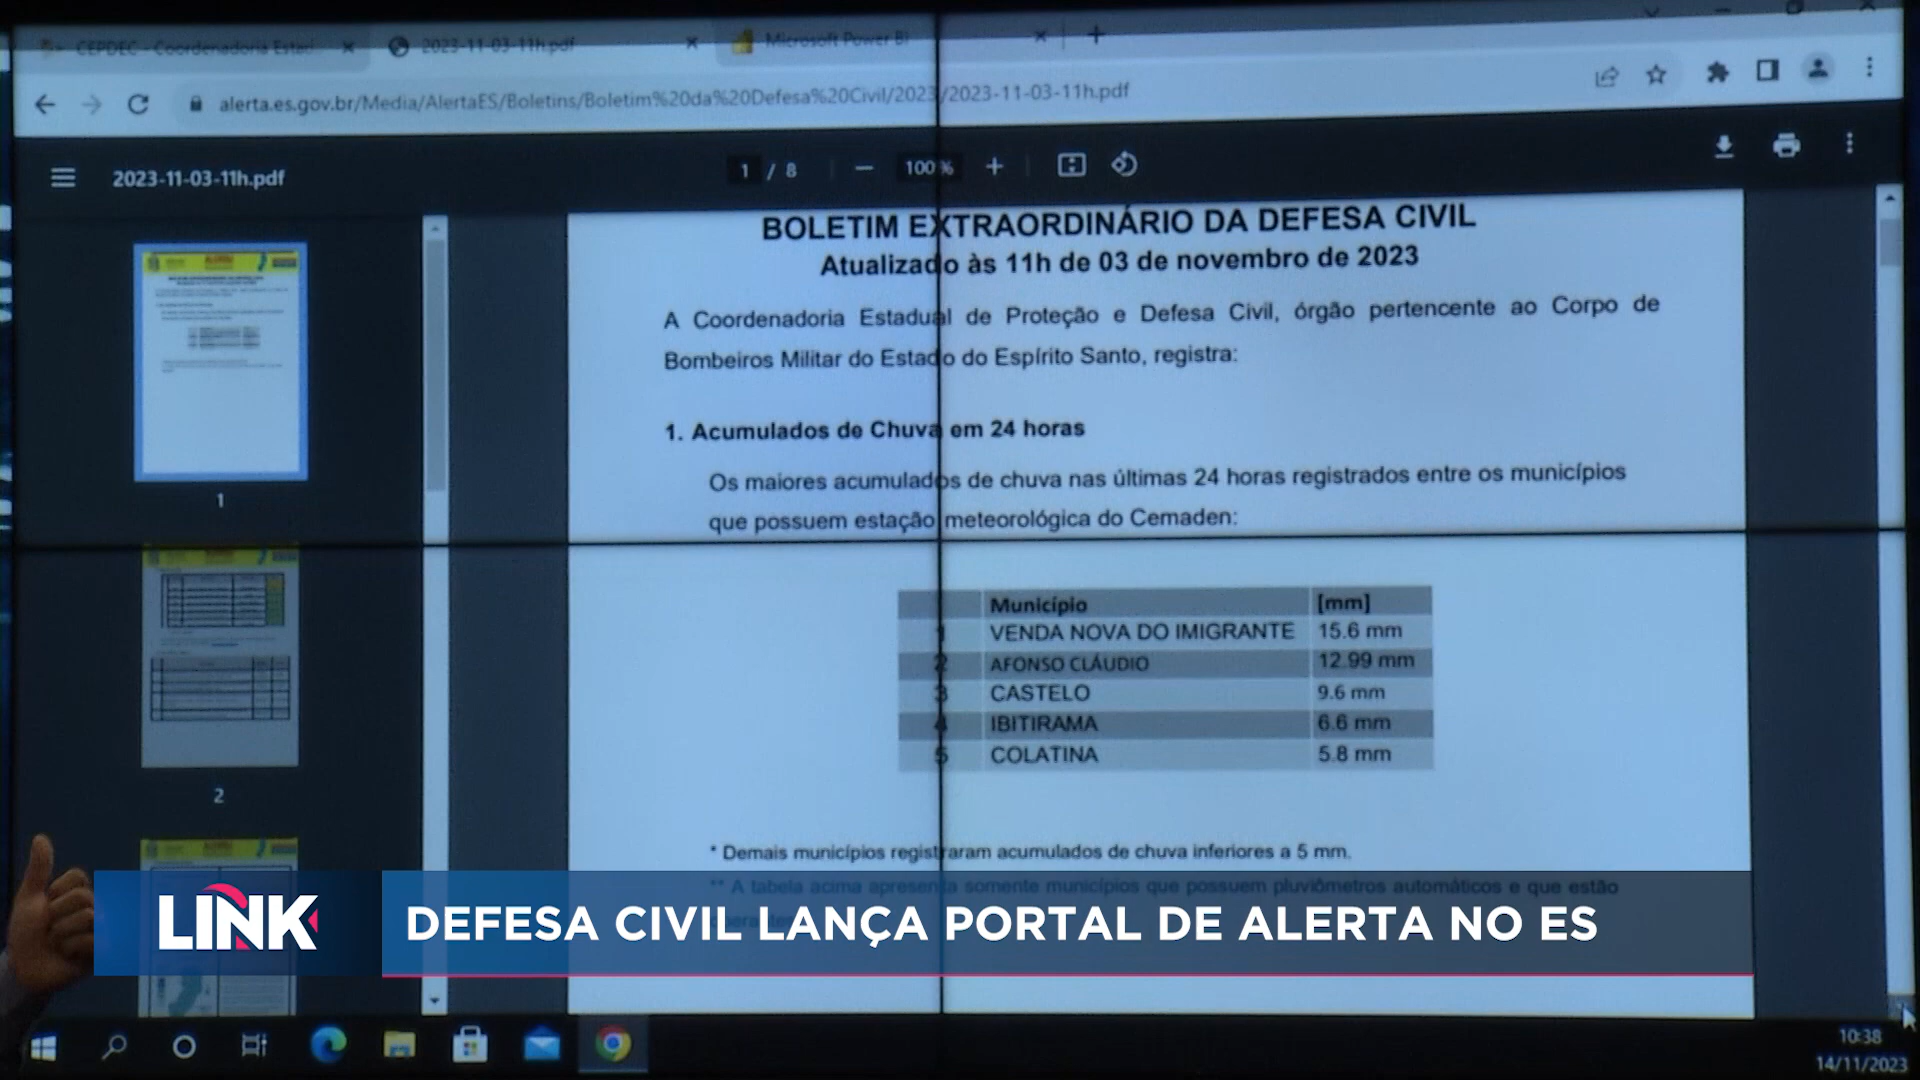 CEPDEC - Coordenadoria Estad
2023-11-03-11h.pdf
Microsoft Power BI
alerta.es.gov.br/Media/AlertaES/Boletins/Boletim%20da%20Defesa%20Civil/2023/2023-11-03-11h.pdf
2023-11-03-11h.pdf
1 / 8
100%
BOLETIM EXTRAORDINÁRIO DA DEFESA CIVIL
Atualizado às 11h de 03 de novembro de 2023
A Coordenadoria Estadual de Proteção e Defesa Civil, órgão pertencente ao Corpo de
Bombeiros Militar do Estado do Espírito Santo, registra:
1. Acumulados de Chuva em 24 horas
Os maiores acumulados de chuva nas últimas 24 horas registrados entre os municípios
que possuem estação meteorológica do Cemaden:
Município [mm]
1 VENDA NOVA DO IMIGRANTE 15.6 mm
2 AFONSO CLÁUDIO 12.99 mm
3 CASTELO 9.6 mm
4 IBITIRAMA 6.6 mm
5 COLATINA 5.8 mm
* Demais municípios registraram acumulados de chuva inferiores a 5 mm.
** A tabela acima apresenta somente municípios que possuem pluviômetros automáticos e que estão
1
2
LINK
DEFESA CIVIL LANÇA PORTAL DE ALERTA NO ES
10:38
14/11/2023